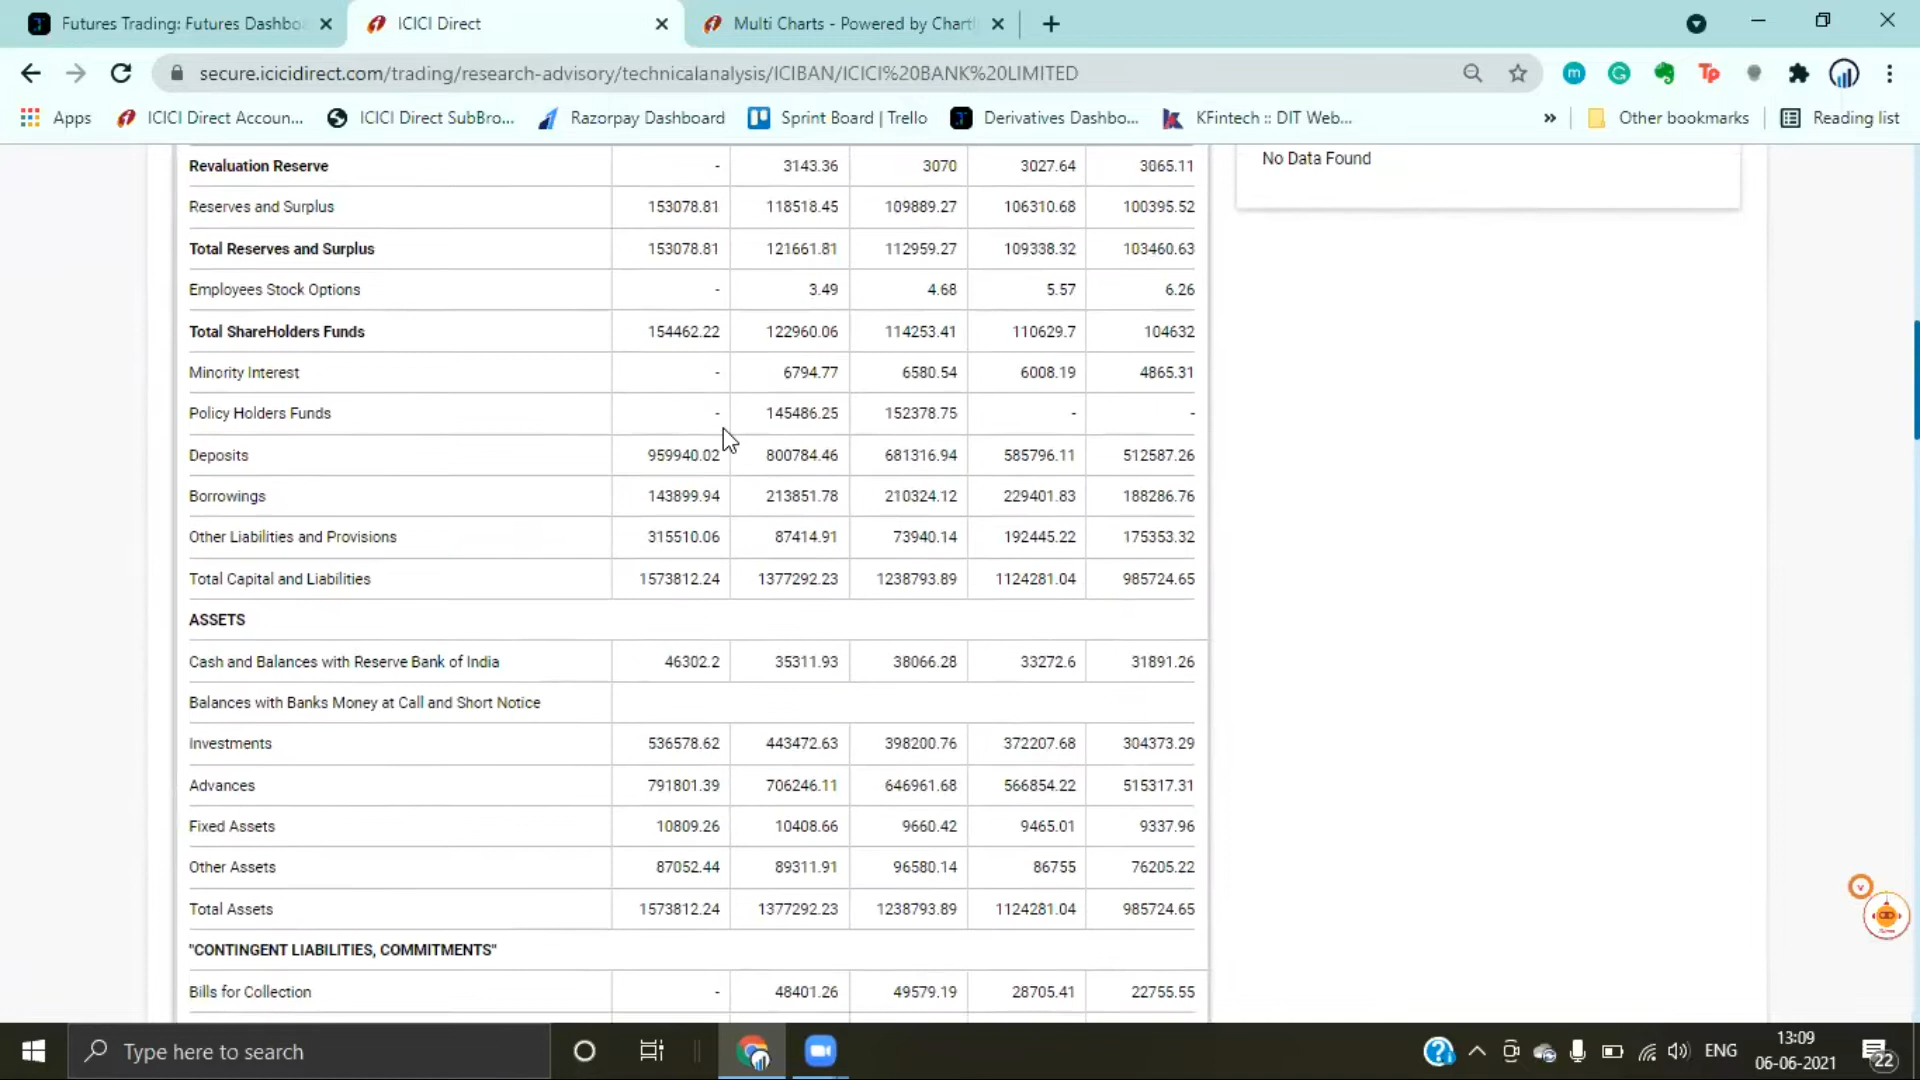 Futures Trading: Futures Dashbo
ICICI Direct
Multi Charts - Powered by Chart
secure.icicidirect.com/trading/research-advisory/technicalanalysis/ICIBAN/ICICI%20BANK%20LIMITED
Apps ICICI Direct Accoun... ICICI Direct SubBro... Razorpay Dashboard Sprint Board | Trello Derivatives Dashbo... KFintech :: DIT Web... » Other bookmarks Reading list
Revaluation Reserve - 3143.36 3070 3027.64 3065.11
No Data Found
Reserves and Surplus 153078.81 118518.45 109889.27 106310.68 100395.52
Total Reserves and Surplus 153078.81 121661.81 112959.27 109338.32 103460.63
Employees Stock Options - 3.49 4.68 5.57 6.26
Total ShareHolders Funds 154462.22 122960.06 114253.41 110629.7 104632
Minority Interest - 6794.77 6580.54 6008.19 4865.31
Policy Holders Funds - 145486.25 152378.75 - -
Deposits 959940.02 800784.46 681316.94 585796.11 512587.26
Borrowings 143899.94 213851.78 210324.12 229401.83 188286.76
Other Liabilities and Provisions 315510.06 87414.91 73940.14 192445.22 175353.32
Total Capital and Liabilities 1573812.24 1377292.23 1238793.89 1124281.04 985724.65
ASSETS
Cash and Balances with Reserve Bank of India 46302.2 35311.93 38066.28 33272.6 31891.26
Balances with Banks Money at Call and Short Notice
Investments 536578.62 443472.63 398200.76 372207.68 304373.29
Advances 791801.39 706246.11 646961.68 566854.22 515317.31
Fixed Assets 10809.26 10408.66 9660.42 9465.01 9337.96
Other Assets 87052.44 89311.91 96580.14 86755 76205.22
Total Assets 1573812.24 1377292.23 1238793.89 1124281.04 985724.65
"CONTINGENT LIABILITIES, COMMITMENTS"
Bills for Collection - 48401.26 49579.19 28705.41 22755.55
Type here to search
ENG
13:09
06-06-2021
22